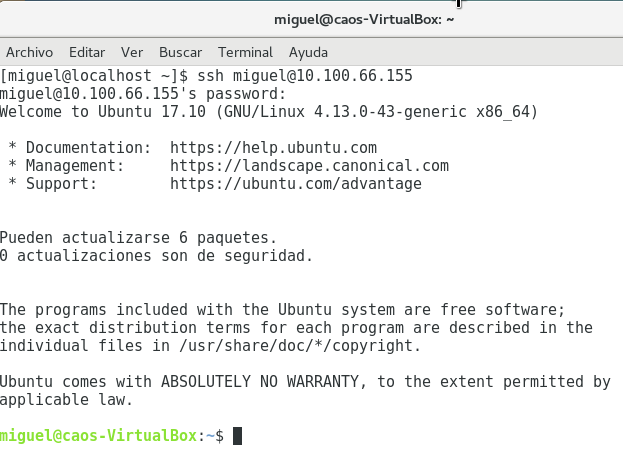 miguel@caos-VirtualBox: ~
Archivo Editar Ver Buscar Terminal Ayuda
[miguel@localhost ~]$ ssh miguel@10.100.66.155
miguel@10.100.66.155's password:
Welcome to Ubuntu 17.10 (GNU/Linux 4.13.0-43-generic x86_64)
* Documentation: https://help.ubuntu.com
* Management: https://landscape.canonical.com
* Support: https://ubuntu.com/advantage
Pueden actualizarse 6 paquetes.
0 actualizaciones son de seguridad.
The programs included with the Ubuntu system are free software;
the exact distribution terms for each program are described in the
individual files in /usr/share/doc/*/copyright.
Ubuntu comes with ABSOLUTELY NO WARRANTY, to the extent permitted by
applicable law.
miguel@caos-VirtualBox:~$